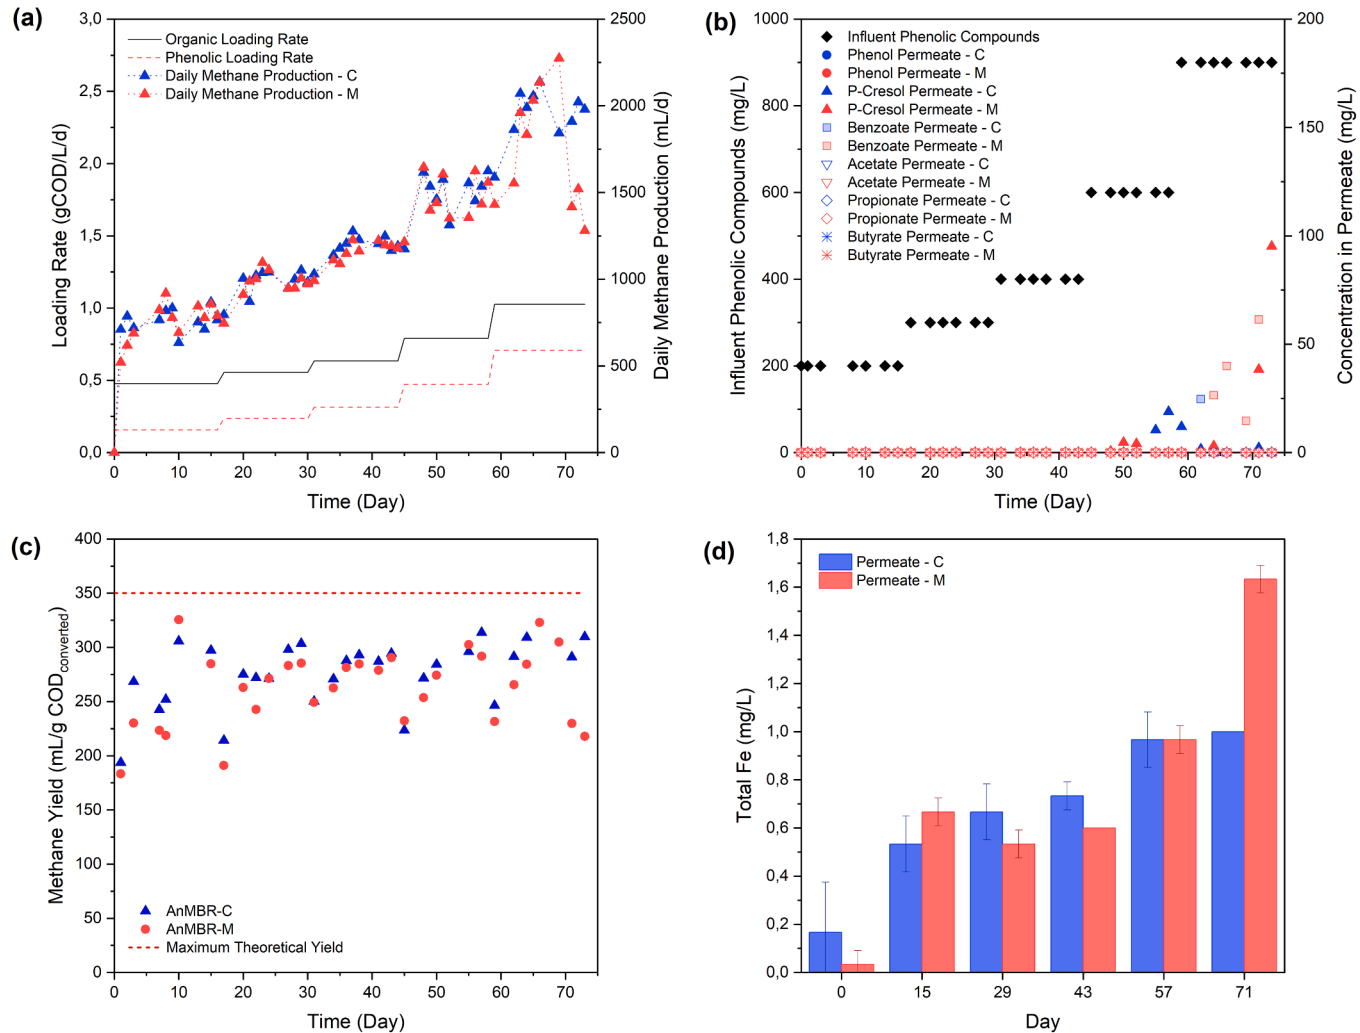 (a)
Loading Rate (gCOD/L/d)
3,0
2,5
2,0
1,5
1,0
0,5
0,0
Organic Loading Rate
Phenolic Loading Rate
Daily Methane Production - C
Daily Methane Production - M
2500
2000
1500
1000
500
0
Daily Methane Production (mL/d)
0 10 20 30 40 50 60 70
Time (Day)
(b)
Influent Phenolic Compounds (mg/L)
1000
800
600
400
200
0
Influent Phenolic Compounds
Phenol Permeate - C
Phenol Permeate - M
P-Cresol Permeate - C
P-Cresol Permeate - M
Benzoate Permeate - C
Benzoate Permeate - M
Acetate Permeate - C
Acetate Permeate - M
Propionate Permeate - C
Propionate Permeate - M
Butyrate Permeate - C
Butyrate Permeate - M
200
150
100
50
0
Concentration in Permeate (mg/L)
0 10 20 30 40 50 60 70
Time (Day)
(c)
Methane Yield (mL/g COD converted)
400
350
300
250
200
150
100
50
0
AnMBR-C
AnMBR-M
Maximum Theoretical Yield
0 10 20 30 40 50 60 70
Time (Day)
(d)
Total Fe (mg/L)
1,8
1,6
1,4
1,2
1,0
0,8
0,6
0,4
0,2
0,0
Permeate - C
Permeate - M
0 15 29 43 57 71
Day